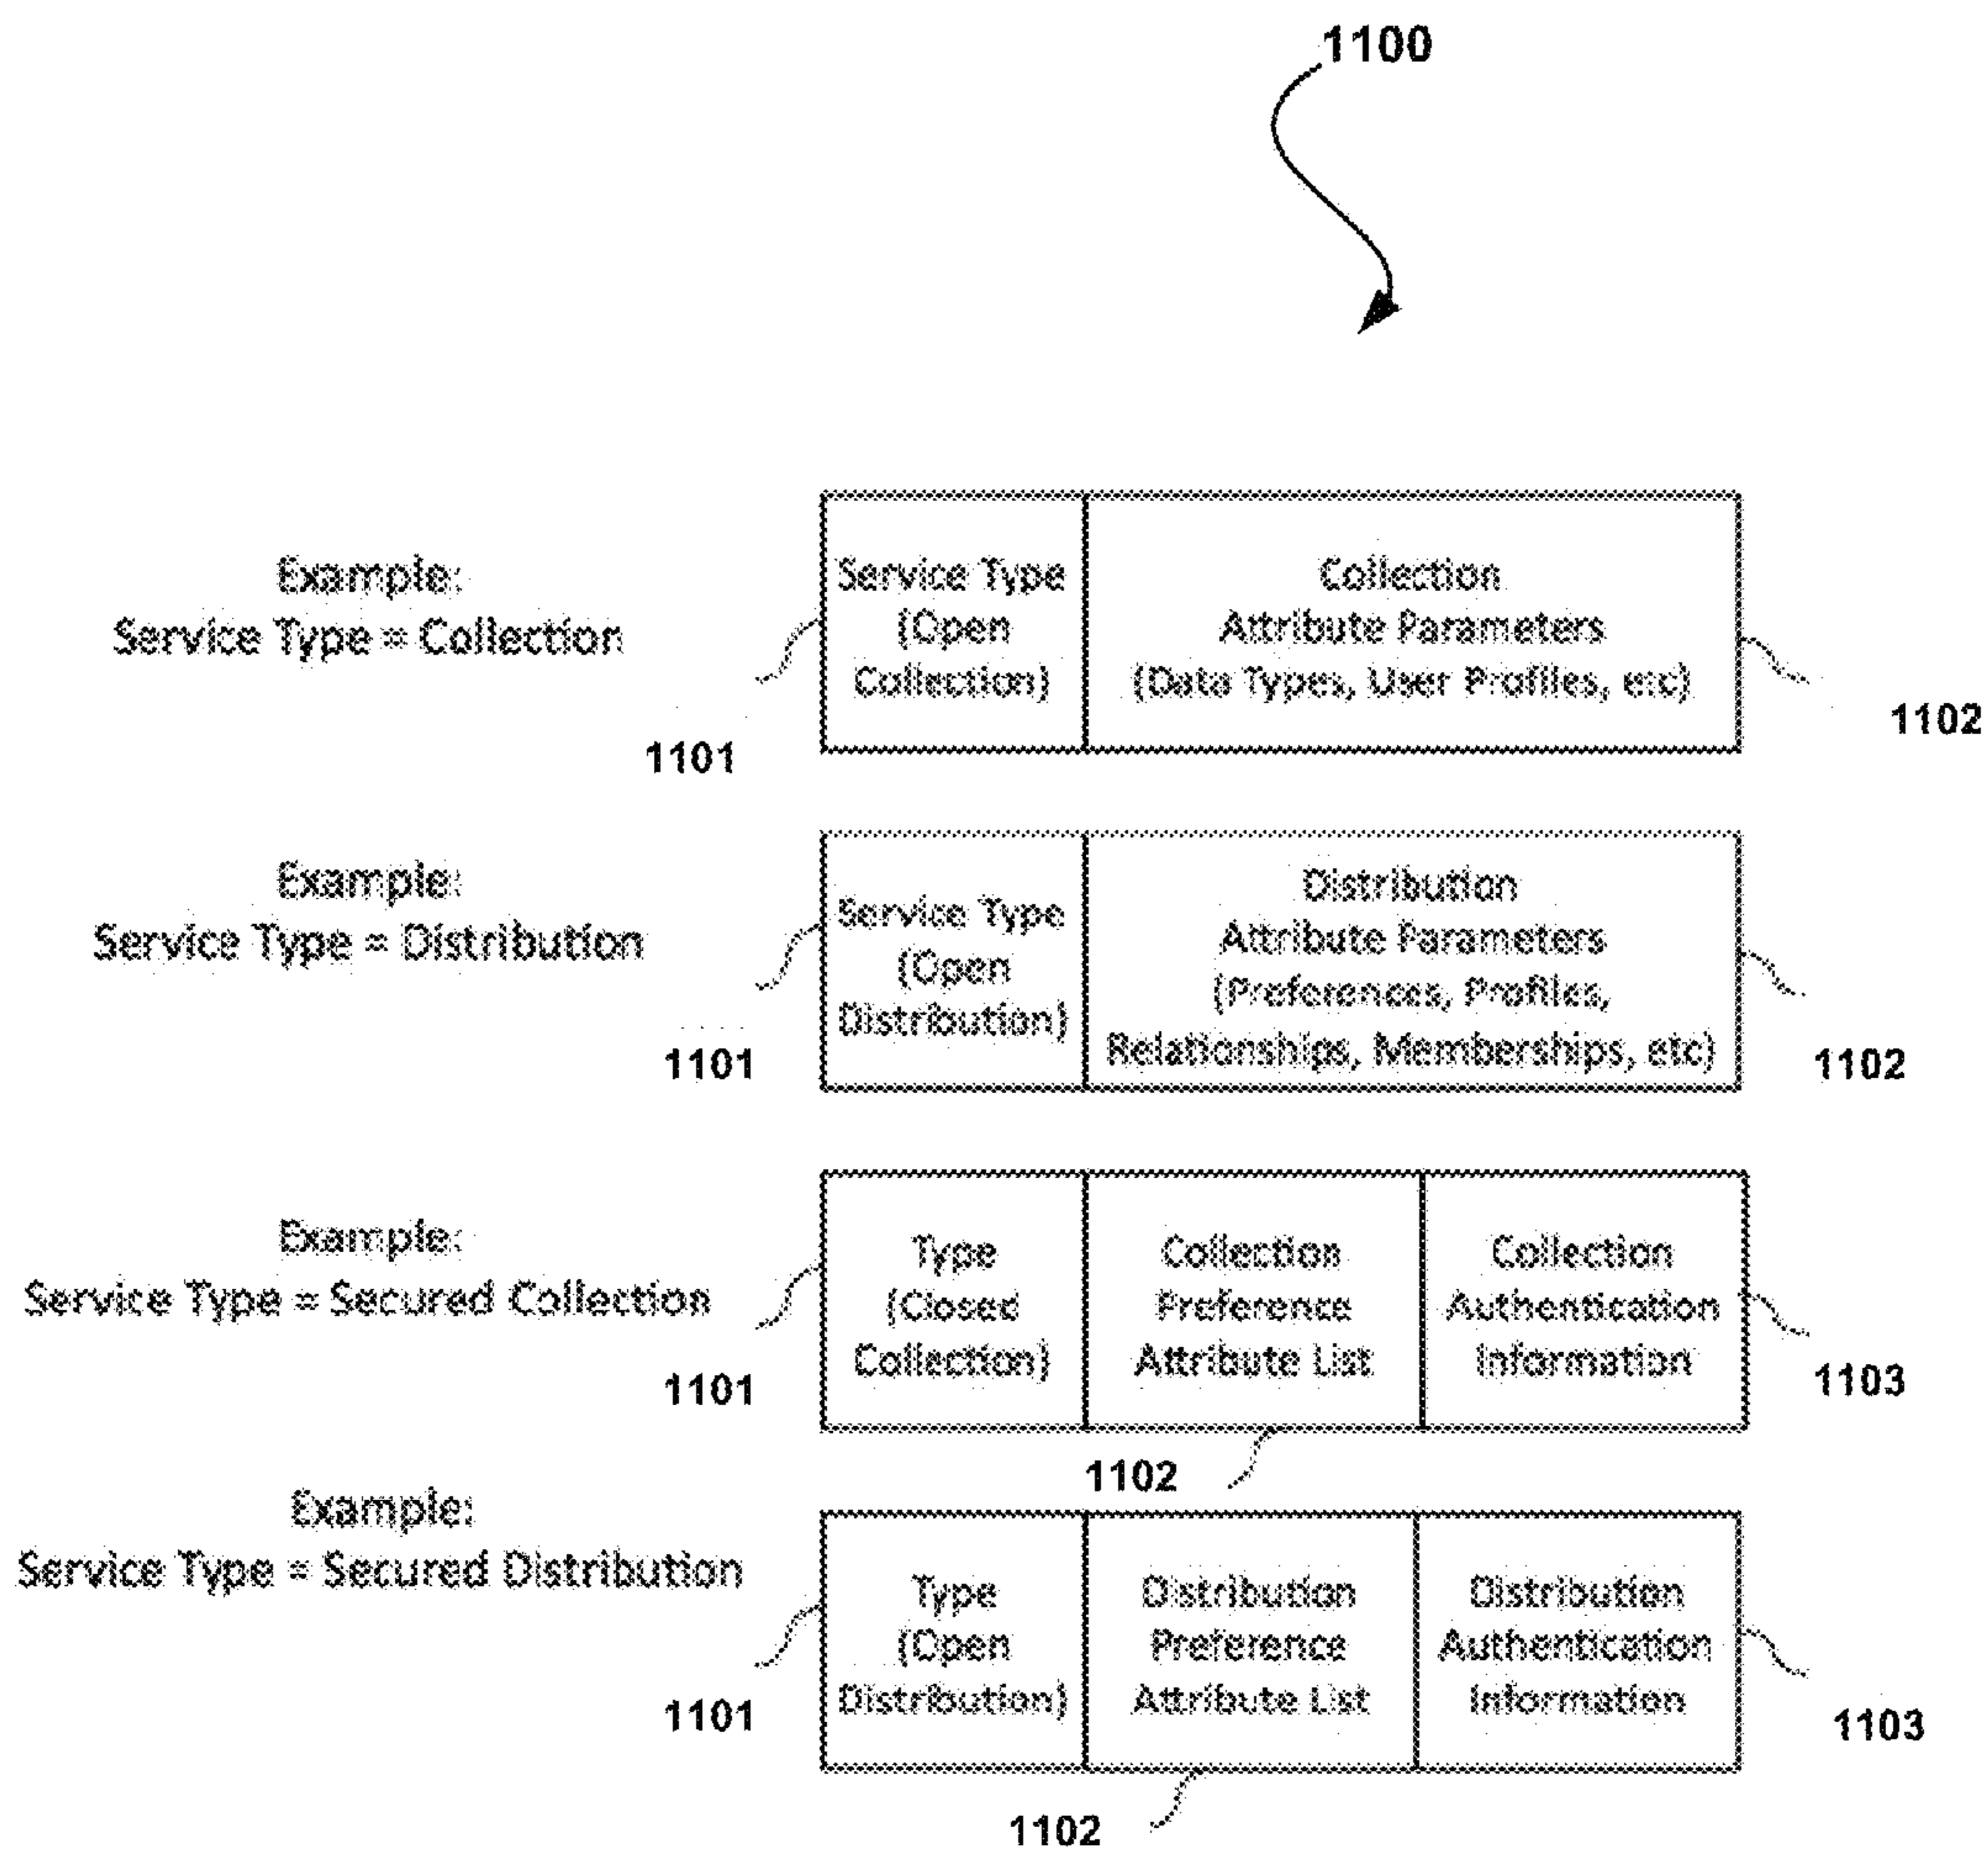 1100
Example:
Service Type = Collection
Service Type
(Open
Collection)
Collection
Attribute Parameters
(Data Types, User Profiles, etc)
1101
1102
Example:
Service Type = Distribution
Service Type
(Open
Distribution)
Distribution
Attribute Parameters
(Preferences, Profiles,
Relationships, Memberships, etc)
1101
1102
Example:
Service Type = Secured Collection
Type
(Closed
Collection)
Collection
Preference
Attribute List
Collection
Authentication
Information
1101
1102
1103
Example:
Service Type = Secured Distribution
Type
(Open
Distribution)
Distribution
Preference
Attribute List
Distribution
Authentication
Information
1101
1102
1103